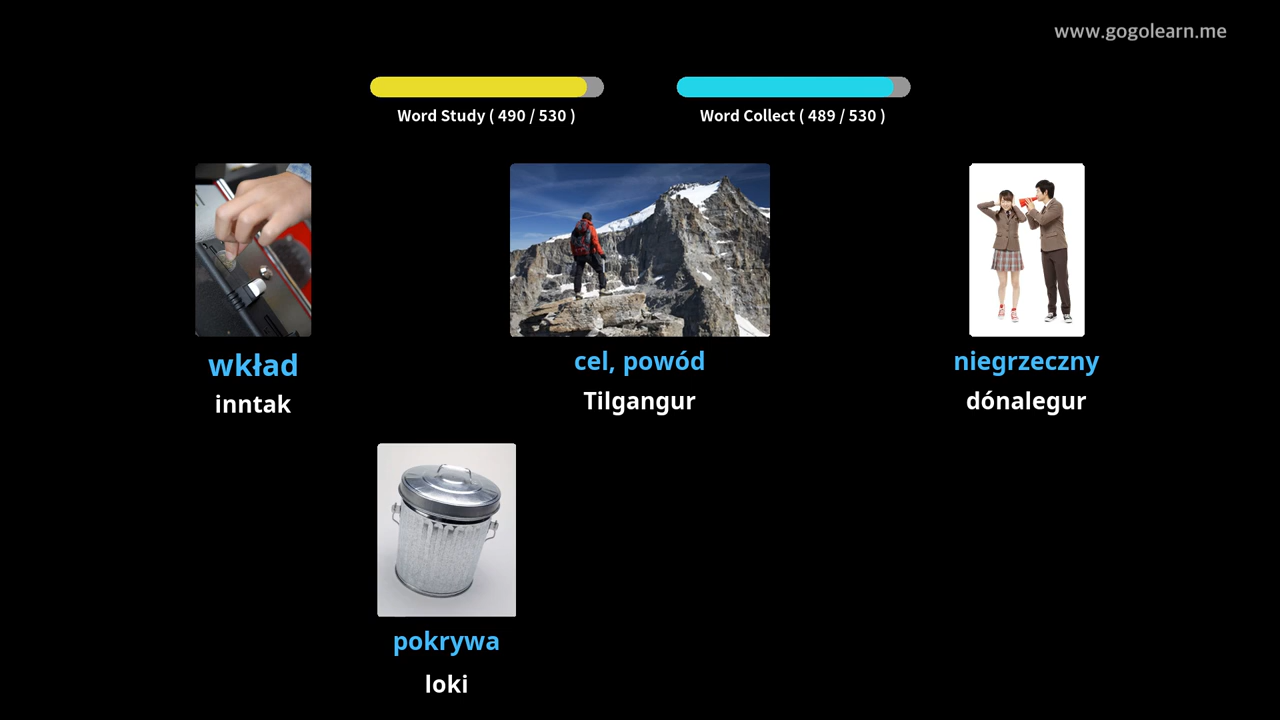 www.gogolearn.me
Word Study ( 490 / 530 )
Word Collect ( 489 / 530 )
wkład
inntak
cel, powód
Tilgangur
niegrzeczny
dónalegur
pokrywa
loki